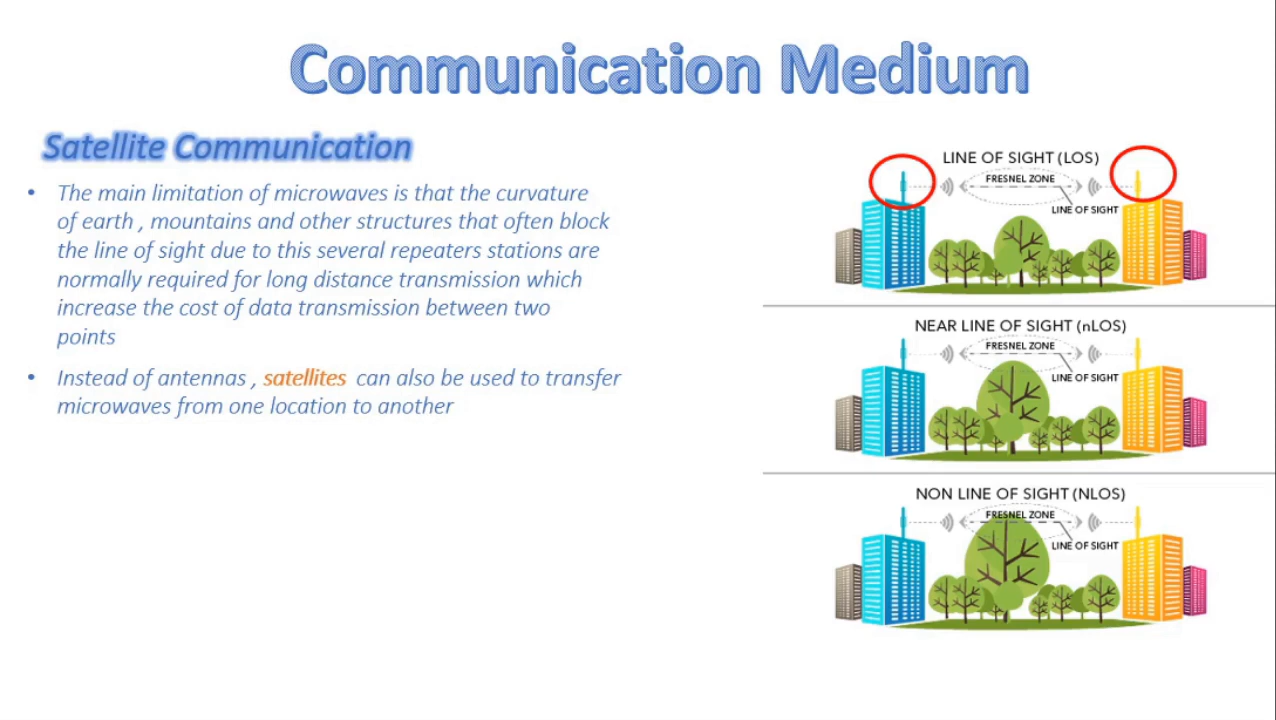 Communication Medium
Satellite Communication
• The main limitation of mircowaves is that the curvature
of earth , mountains and other structures that often block
the line of sight due to this several repeaters stations are
normally required for long distance transmission which
increase the cost of data transmission between two
points
• Instead of antennas , satellites can also be used to transfer
microwaves from one location to another
LINE OF SIGHT (LOS)
FRESNEL ZONE
LINE OF SIGHT
NEAR LINE OF SIGHT (nLOS)
FRESNEL ZONE
LINE OF SIGHT
NON LINE OF SIGHT (NLOS)
FRESNEL ZONE
LINE OF SIGHT